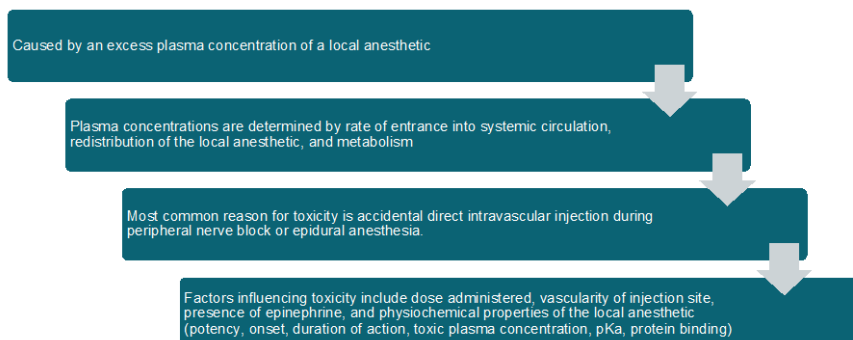 Caused by an excess plasma concentration of a local anesthetic
Plasma concentrations are determined by rate of entrance into systemic circulation,
redistribution of the local anesthetic, and metabolism
Most common reason for toxicity is accidental direct intravascular injection during
peripheral nerve block or epidural anesthesia.
Factors influencing toxicity include dose administered, vascularity of injection site,
presence of epinephrine, and physiochemical properties of the local anesthetic
(potency, onset, duration of action, toxic plasma concentration, pKa, protein binding)